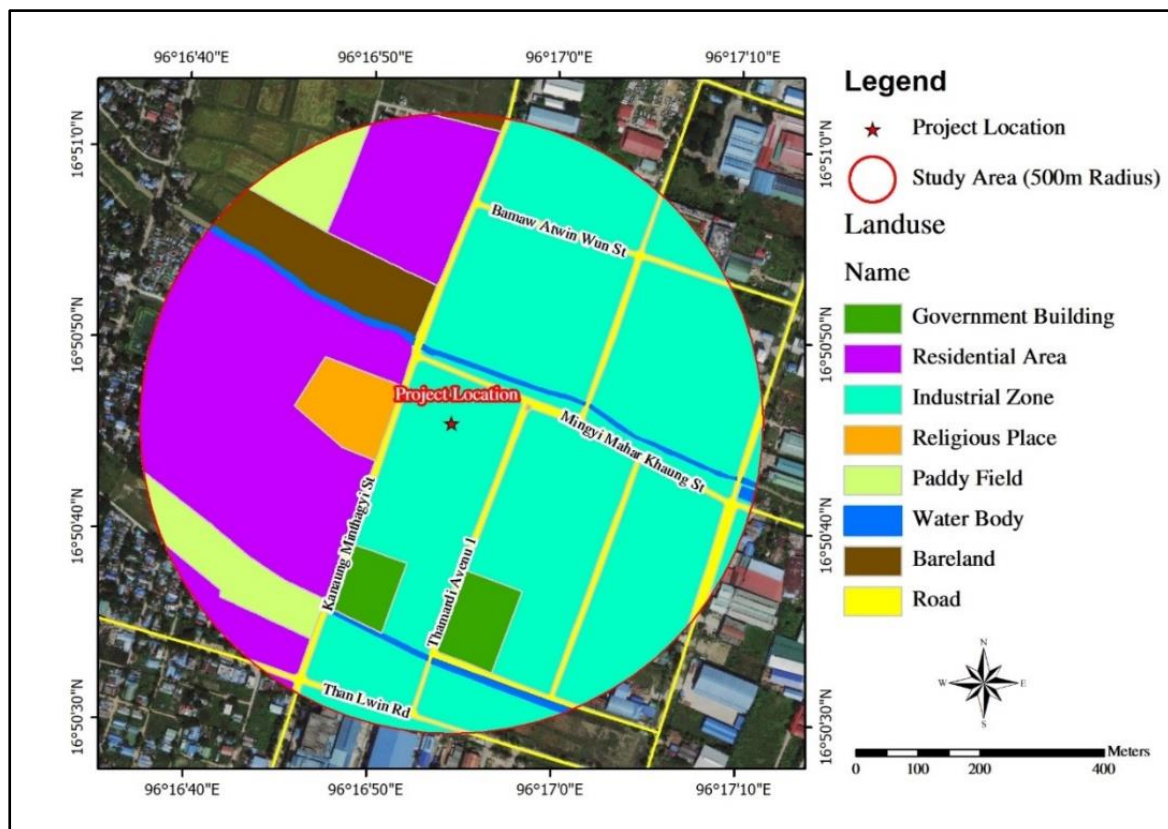 96°16'40"E
96°16'50"E
96°17'0"E
96°17'10"E
16°51'0"N
16°50'50"N
16°50'40"N
16°50'30"N
16°51'0"N
16°50'50"N
16°50'40"N
16°50'30"N
Bamaw Atwin Wun St
Project Location
Mingyi Mahar Khaung St
Kanaung Minthagyi St
Thamardi Avenu 1
Than Lwin Rd
96°16'40"E
96°16'50"E
96°17'0"E
96°17'10"E
Legend
Project Location
Study Area (500m Radius)
Landuse
Name
Government Building
Residential Area
Industrial Zone
Religious Place
Paddy Field
Water Body
Bareland
Road
N
W
E
S
Meters
0 100 200 400